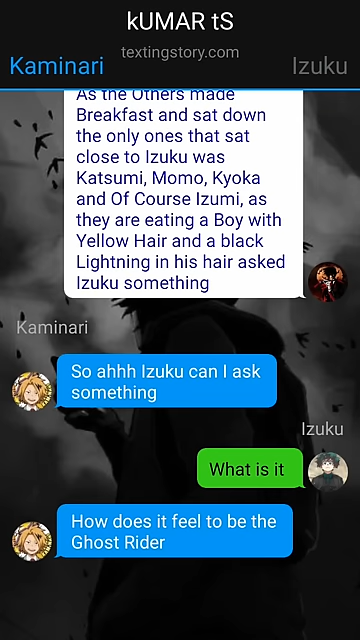 kUMAR tS
textingstory.com
Kaminari
Izuku
As the Others made
Breakfast and sat down
the only ones that sat
close to Izuku was
Katsumi, Momo, Kyoka
and Of Course Izumi, as
they are eating a Boy with
Yellow Hair and a black
Lightning in his hair asked
Izuku something
Kaminari
So ahhh Izuku can I ask
something
Izuku
What is it
How does it feel to be the
Ghost Rider